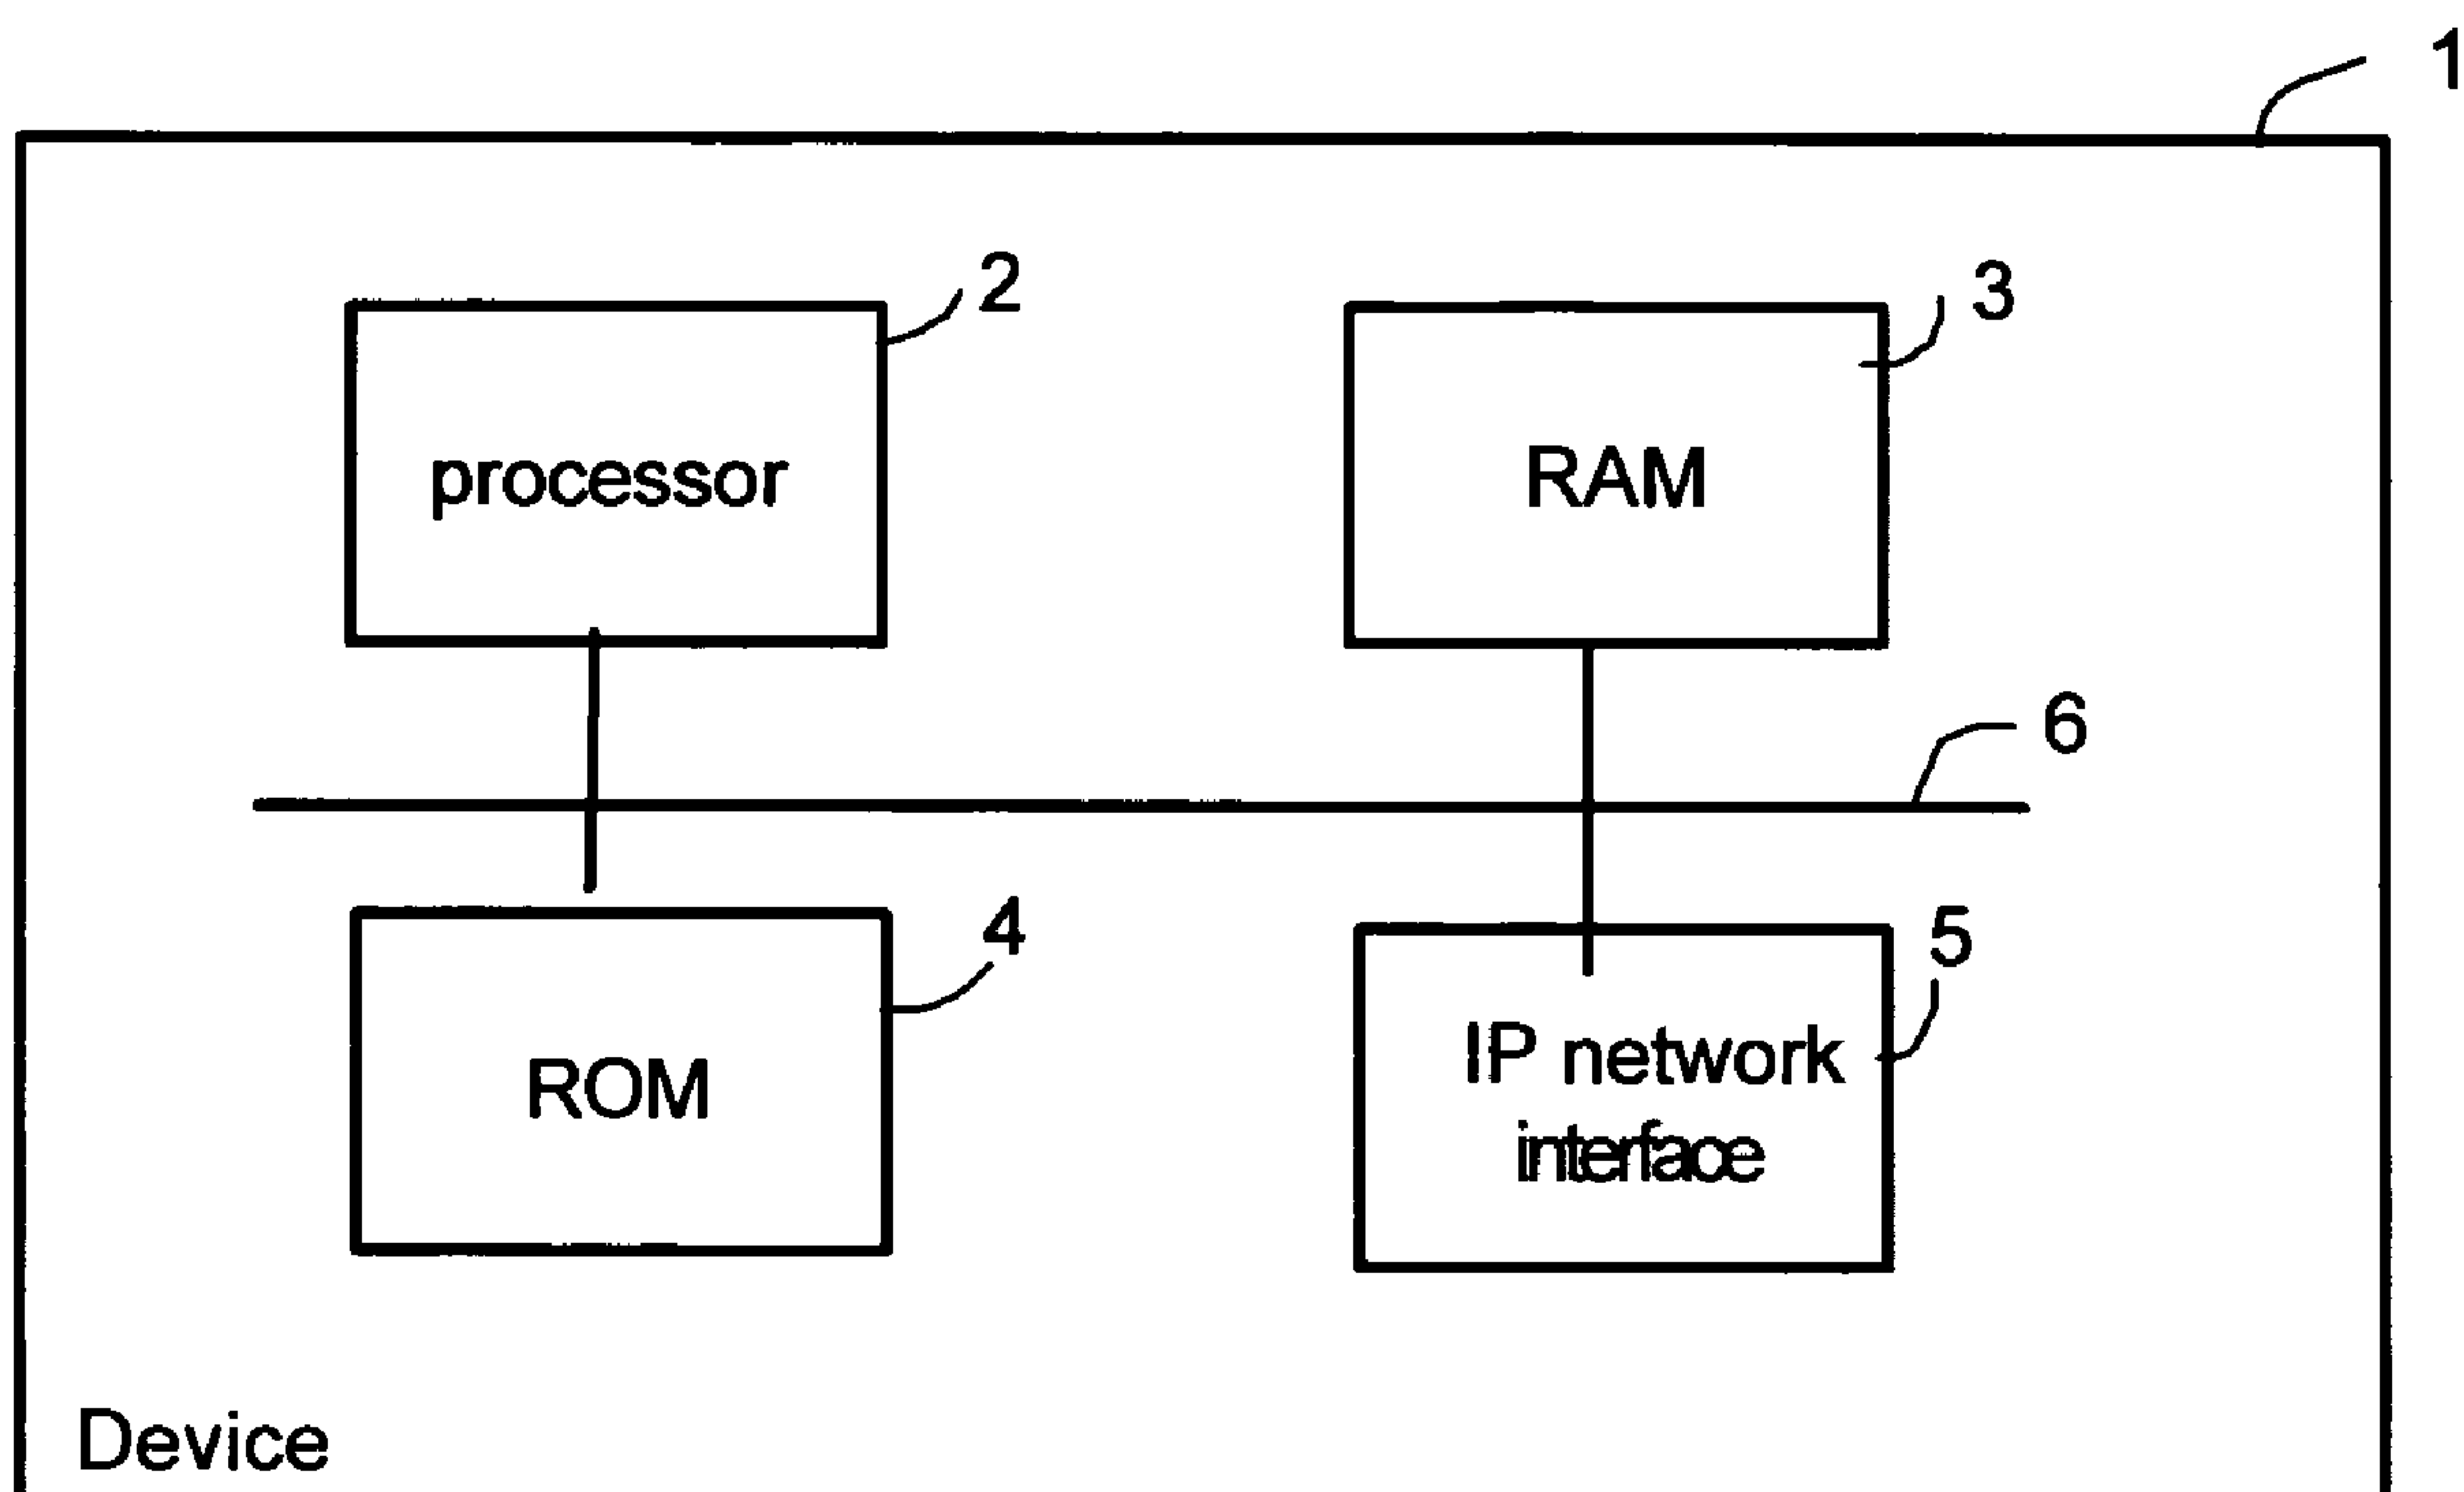 1
2
3
processor
RAM
6
4
5
ROM
IP network
interface
Device